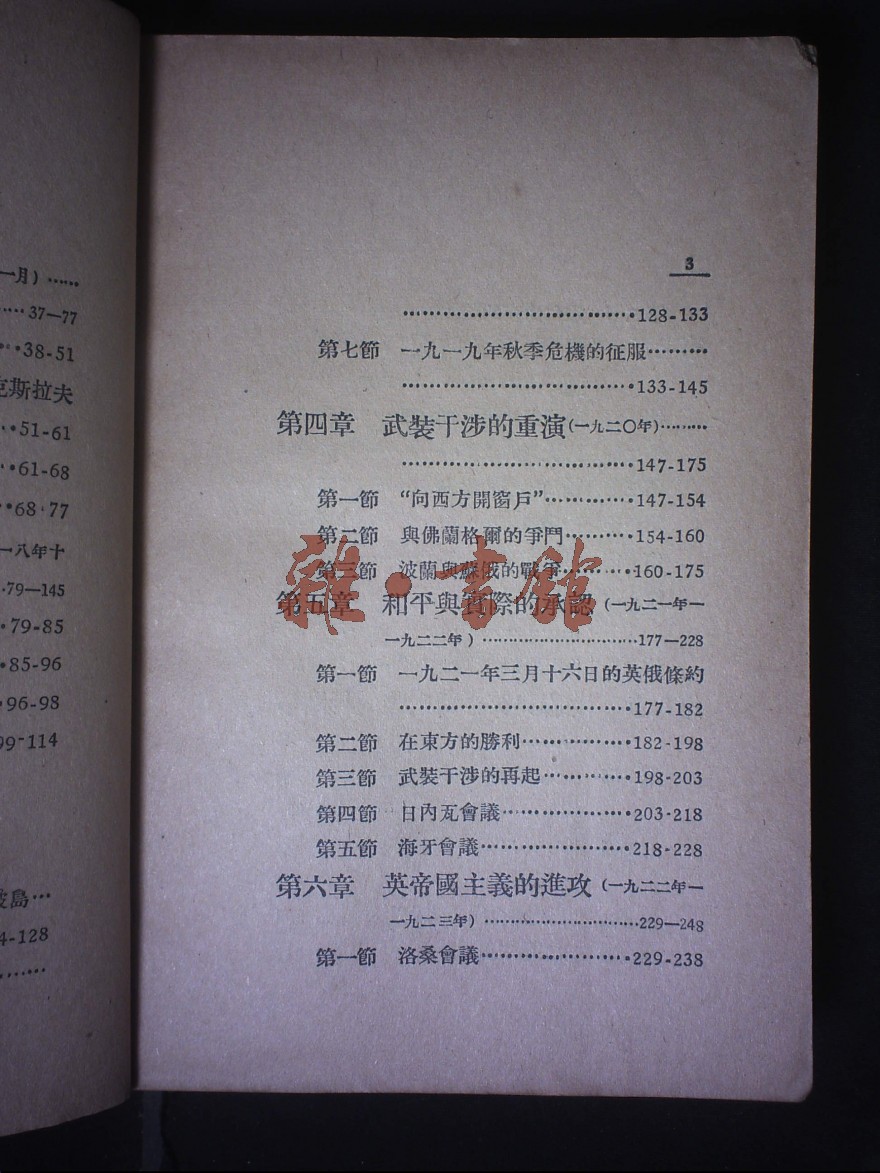 一月)······
····37—77
··38-51
克斯拉夫
··51-61
··61-68
··68-77
一八年十
·79—145
·79-85
·85-96
·96-98
99-114
島···
4-128
······
3
································128-133
第七節 一九一九年秋季危機的征服·········
································133-145
第四章 武裝干涉的重演(一九二〇年)·········
································147-175
第一節 “向西方開窗戶”············147-154
第二節 與佛蘭格爾的爭鬥··········154-160
第三節 波蘭與蘇俄的戰爭··········160-175
第五章 和平與實際的承認(一九二一年—
一九二二年)······························177—228
第一節 一九二一年三月十六日的英俄條約
································177-182
第二節 在東方的勝利···············182-198
第三節 武裝干涉的再起············198-203
第四節 日內瓦會議··················203-218
第五節 海牙會議·····················218-228
第六章 英帝國主義的進攻(一九二二年—
一九二三年)······························229—248
第一節 洛桑會議·····················229-238
雜·書館